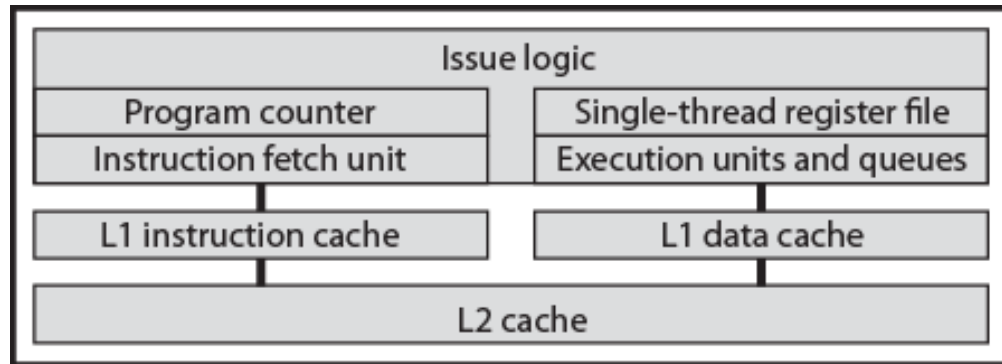 Issue logic
Program counter
Single-thread register file
Instruction fetch unit
Execution units and queues
L1 instruction cache
L1 data cache
L2 cache